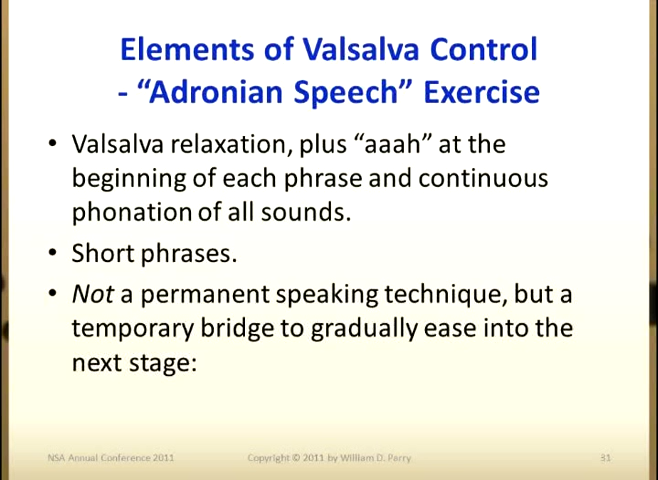 Elements of Valsalva Control
- “Adronian Speech” Exercise
• Valsalva relaxation, plus “aaah” at the
beginning of each phrase and continuous
phonation of all sounds.
• Short phrases.
• Not a permanent speaking technique, but a
temporary bridge to gradually ease into the
next stage:
NSA Annual Conference 2011 Copyright © 2011 by William D. Parry 31